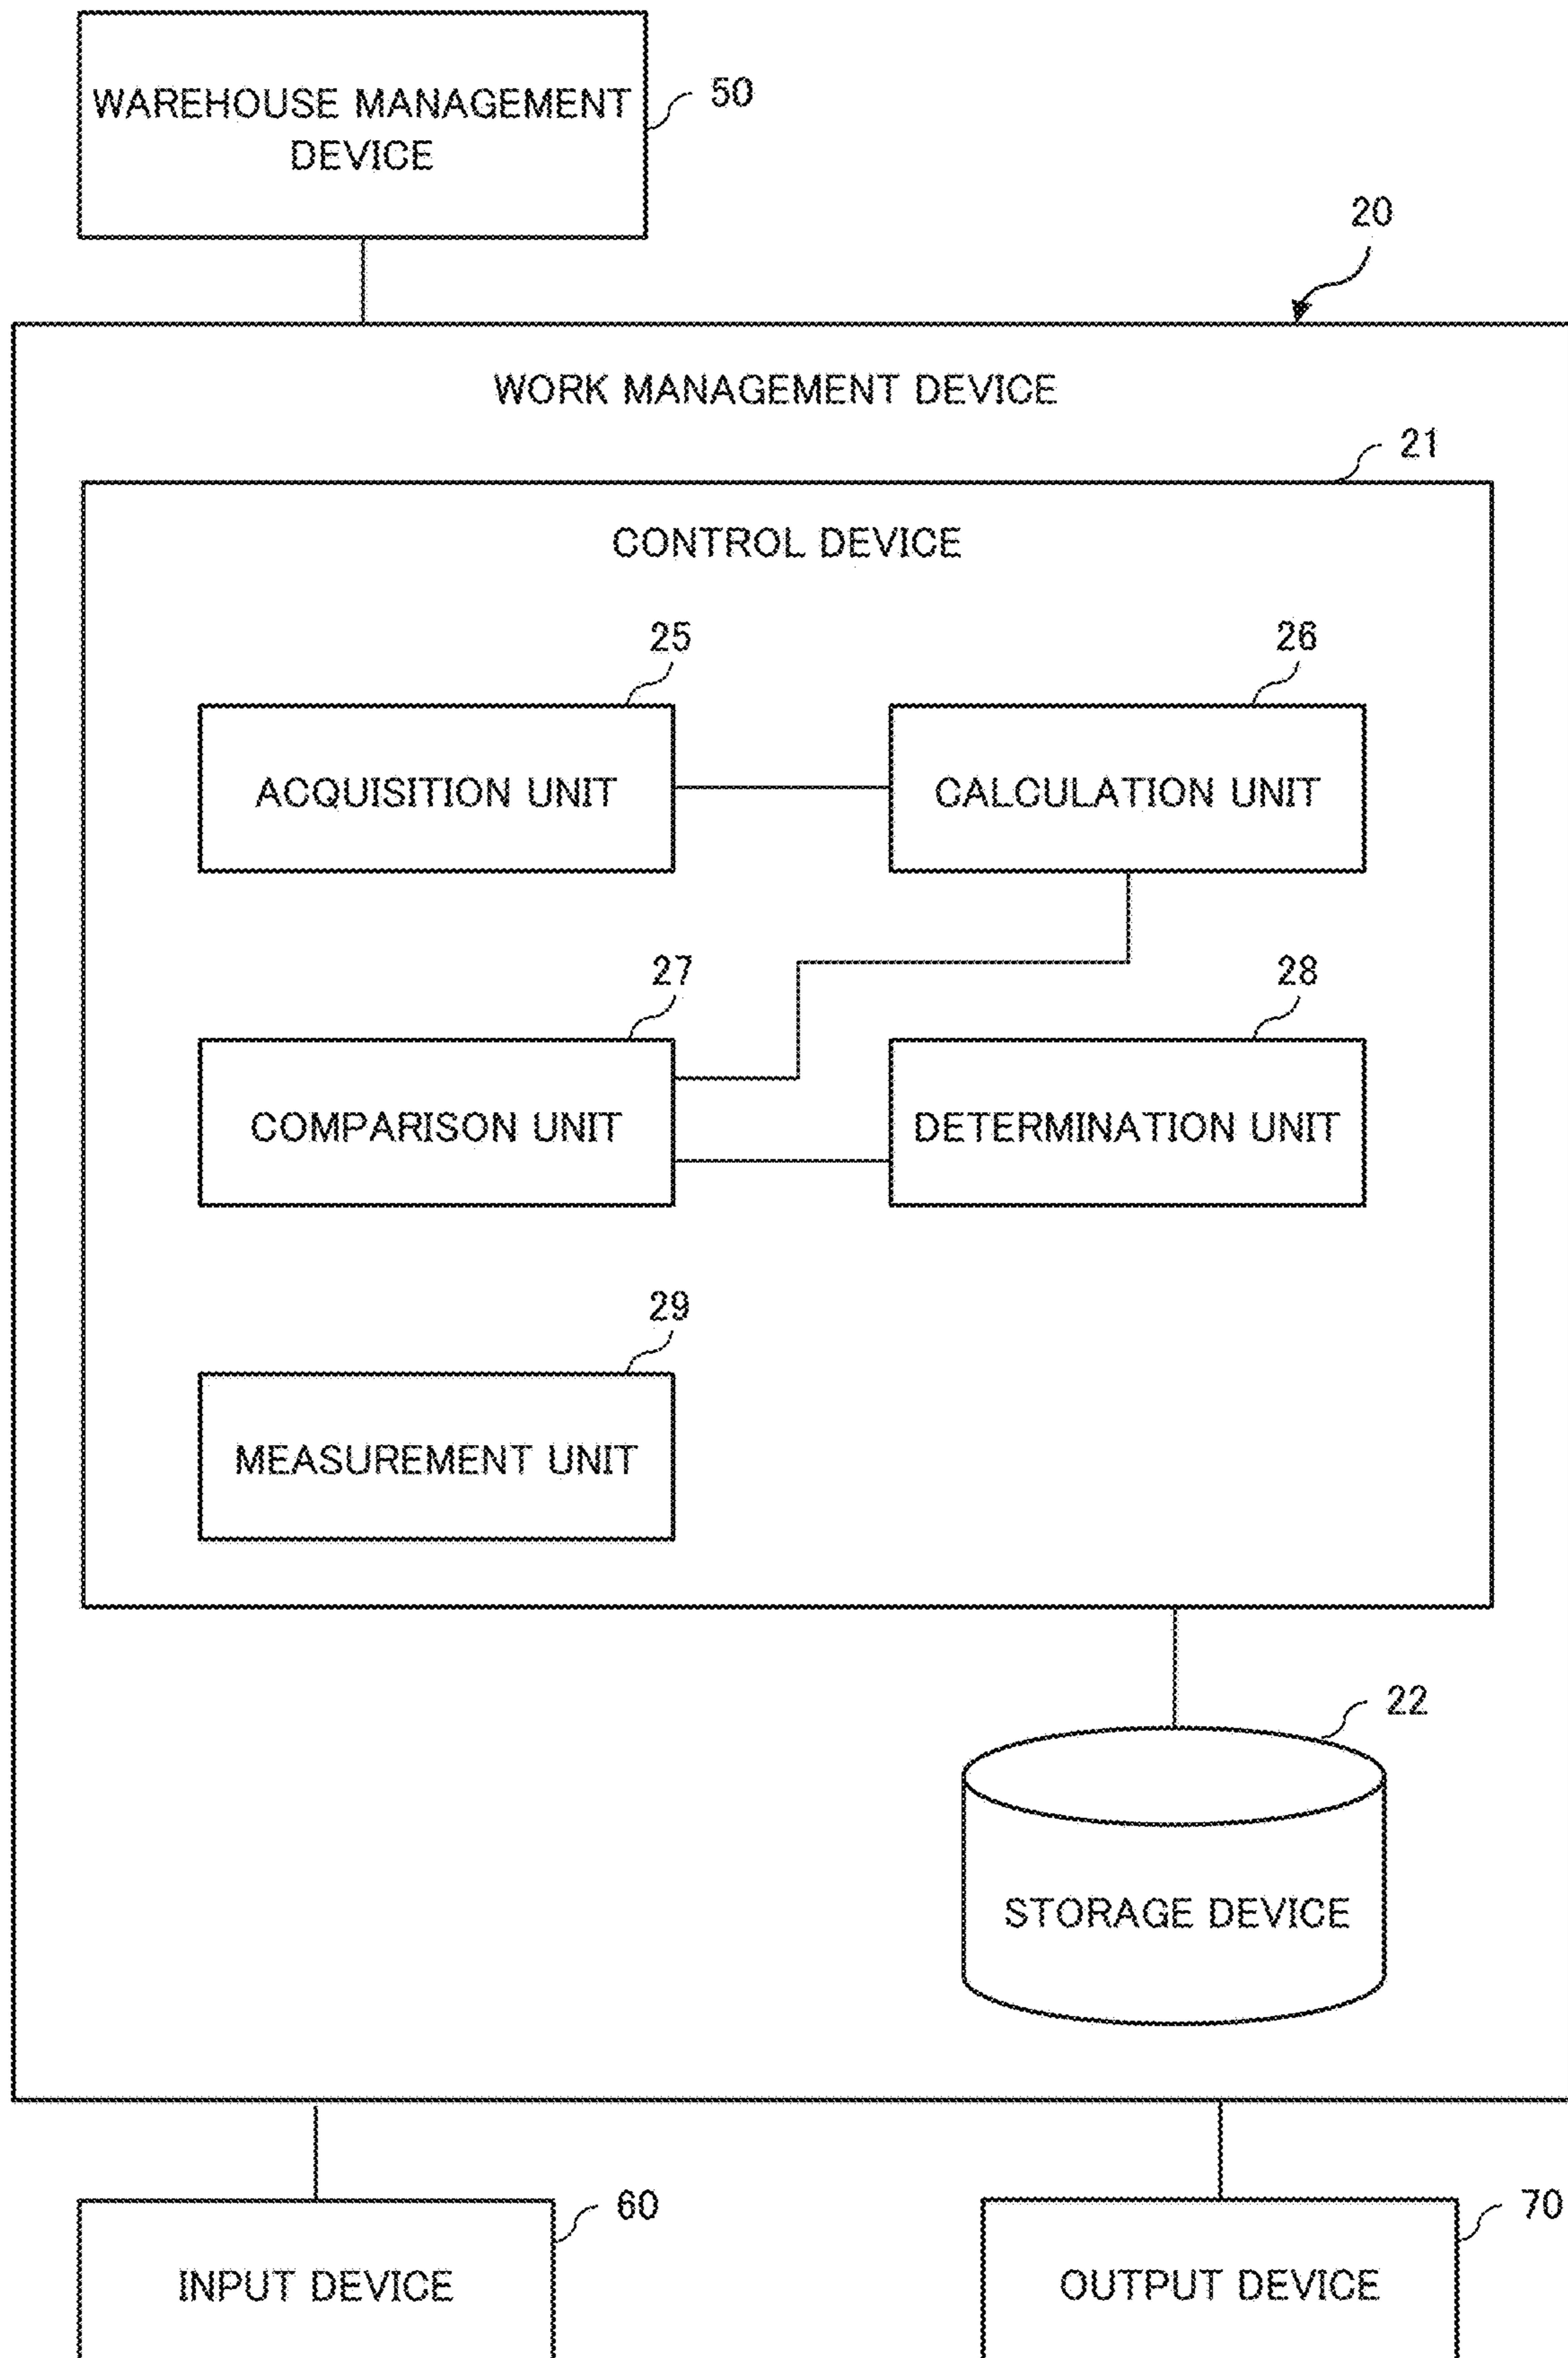 WAREHOUSE MANAGEMENT
DEVICE
50
20
WORK MANAGEMENT DEVICE
21
CONTROL DEVICE
25
26
ACQUISITION UNIT
CALCULATION UNIT
27
28
COMPARISON UNIT
DETERMINATION UNIT
29
MEASUREMENT UNIT
22
STORAGE DEVICE
60
70
INPUT DEVICE
OUTPUT DEVICE